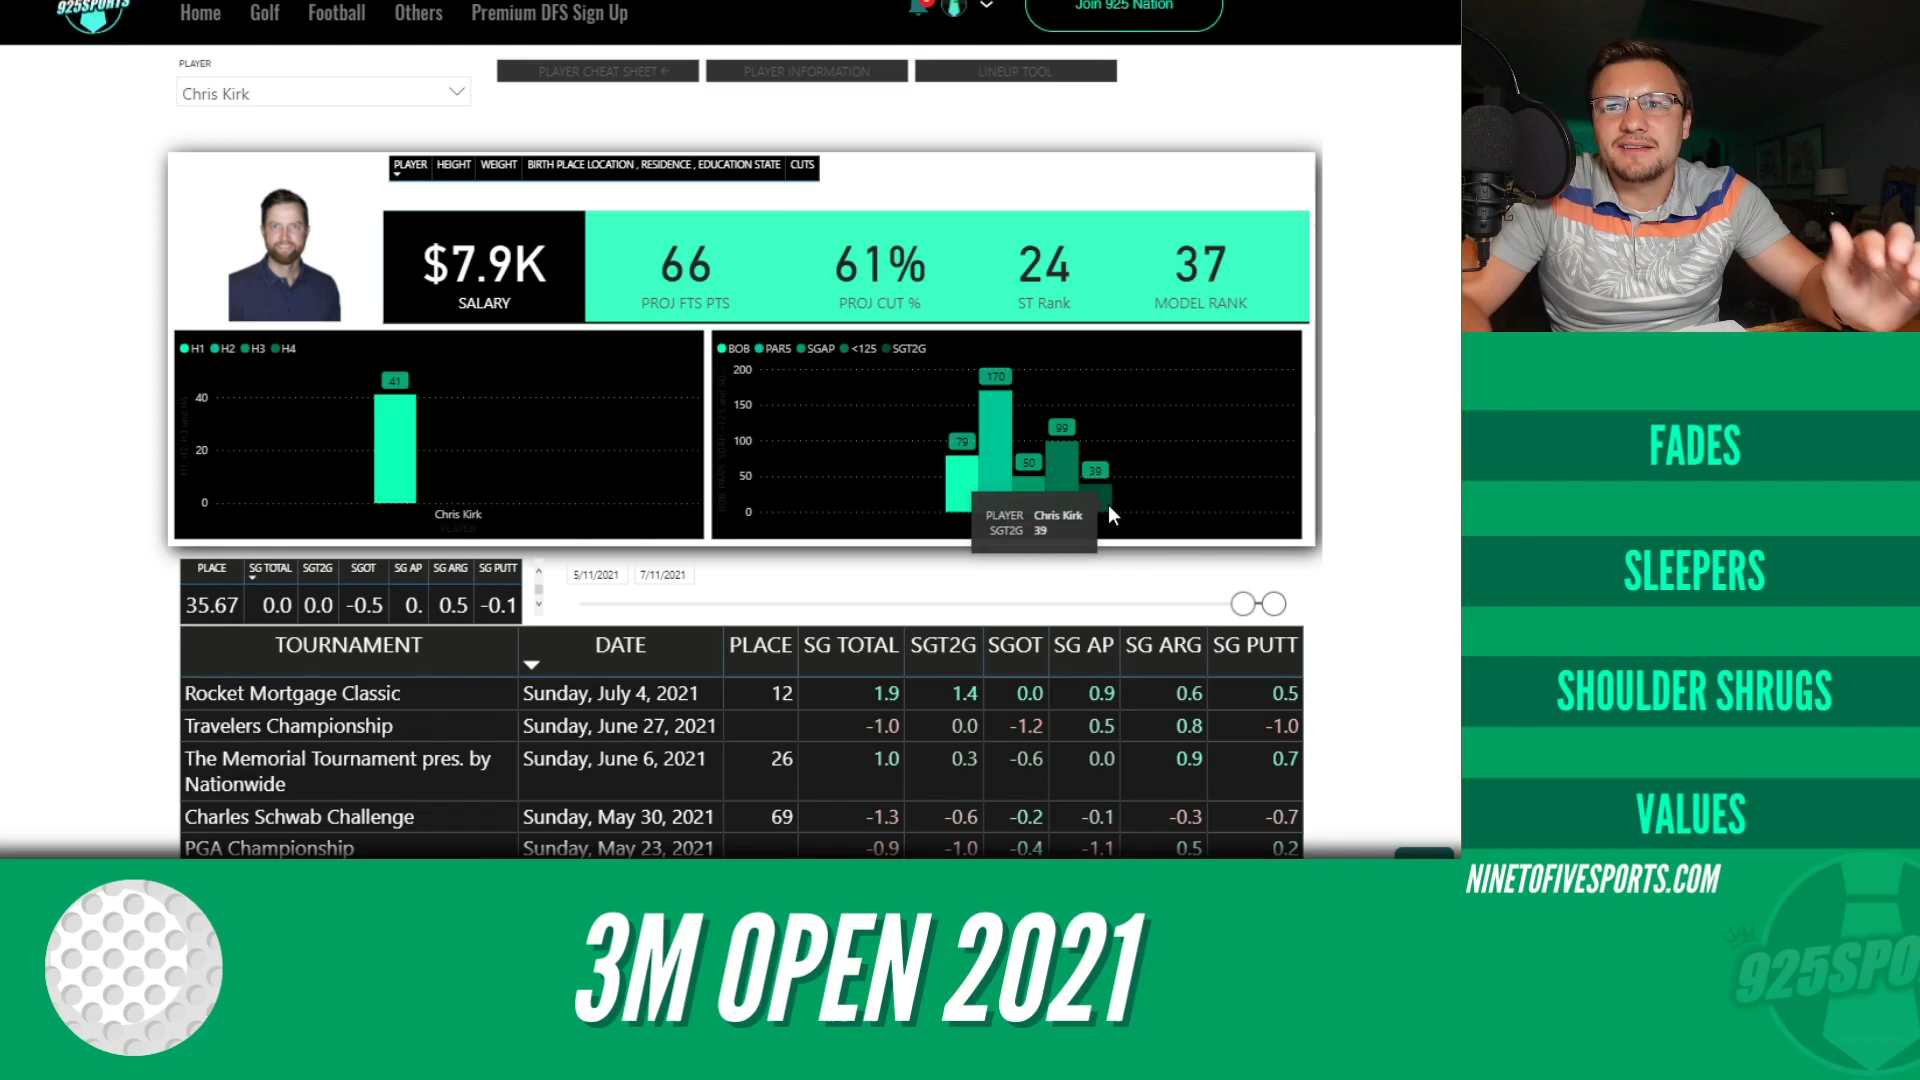 925SPORTS
Home Golf Football Others Premium DFS Sign Up
Join 925 Nation
PLAYER
Chris Kirk
PLAYER CHEAT SHEET ←
PLAYER INFORMATION
LINEUP TOOL
PLAYER HEIGHT WEIGHT BIRTH PLACE LOCATION , RESIDENCE , EDUCATION STATE CUTS
$7.9K 66 61% 24 37
SALARY PROJ FTS PTS PROJ CUT % ST Rank MODEL RANK
H1 H2 H3 H4
41
40
20
0
Chris Kirk
PLAYER
BOB PAR5 SGAP <125 SGT2G
200
150
100
50
0
79
170
50
99
39
PLAYER Chris Kirk
SGT2G 39
PLACE SG TOTAL SGT2G SGOT SG AP SG ARG SG PUTT
35.67 0.0 0.0 -0.5 0. 0.5 -0.1
5/11/2021 7/11/2021
TOURNAMENT DATE PLACE SG TOTAL SGT2G SGOT SG AP SG ARG SG PUTT
Rocket Mortgage Classic Sunday, July 4, 2021 12 1.9 1.4 0.0 0.9 0.6 0.5
Travelers Championship Sunday, June 27, 2021 -1.0 0.0 -1.2 0.5 0.8 -1.0
The Memorial Tournament pres. by Sunday, June 6, 2021 26 1.0 0.3 -0.6 0.0 0.9 0.7
Nationwide
Charles Schwab Challenge Sunday, May 30, 2021 69 -1.3 -0.6 -0.2 -0.1 -0.3 -0.7
PGA Championship Sunday, May 23, 2021 -0.9 -1.0 -0.4 -1.1 0.5 0.2
FADES
SLEEPERS
SHOULDER SHRUGS
VALUES
NINETOFIVESPORTS.COM
3M OPEN 2021
925SPO